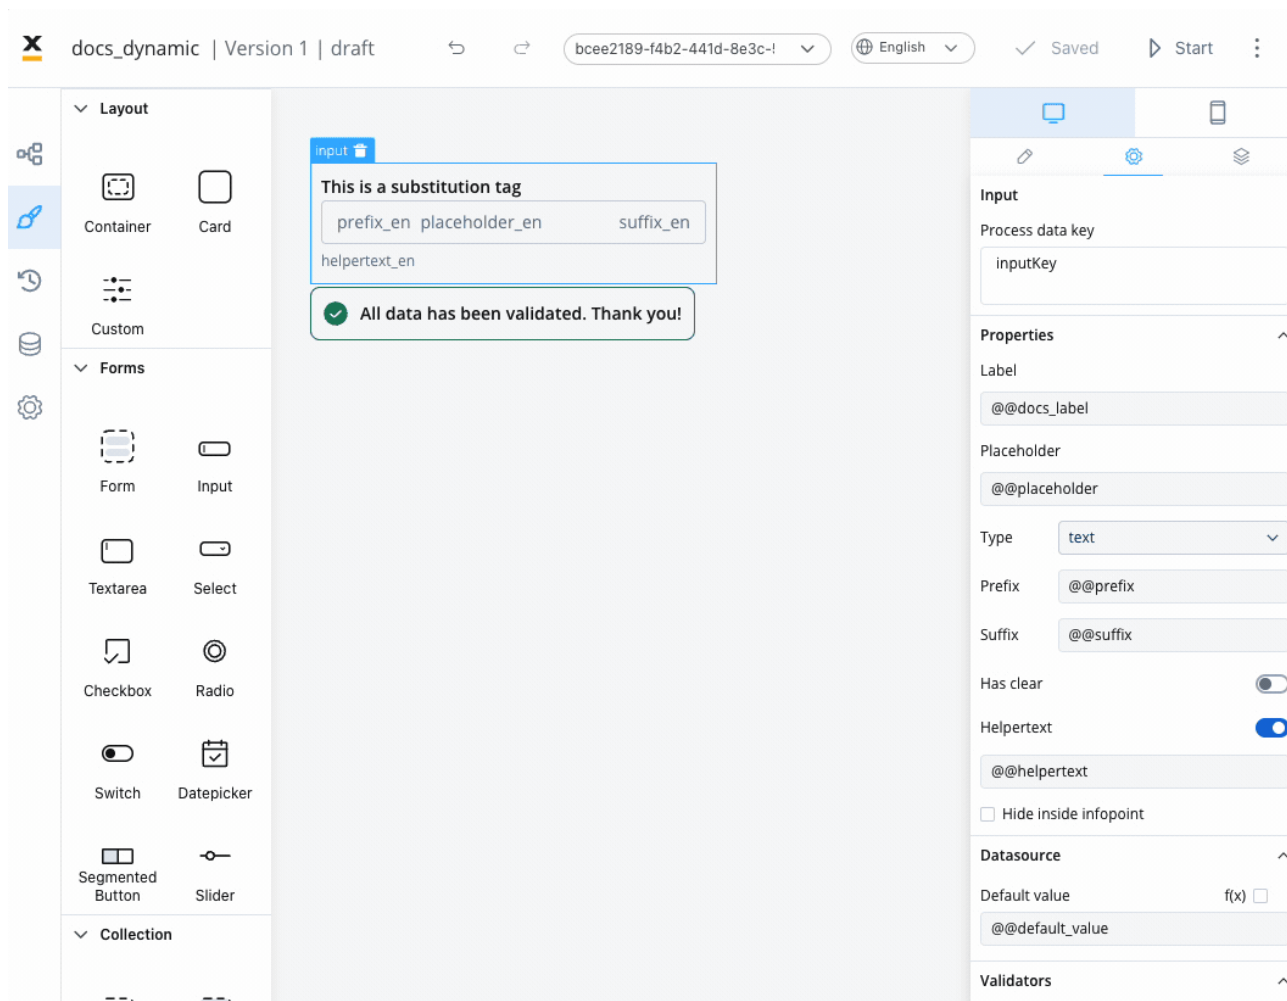 docs_dynamic | Version 1 | draft
bcee2189-f4b2-441d-8e3c-!
English
Saved
Start
Layout
Container
Card
Custom
Forms
Form
Input
Textarea
Select
Checkbox
Radio
Switch
Datepicker
Segmented
Button
Slider
Collection
input
This is a substitution tag
prefix_en placeholder_en suffix_en
helpertext_en
All data has been validated. Thank you!
Input
Process data key
inputKey
Properties
Label
@@docs_label
Placeholder
@@placeholder
Type text
Prefix @@prefix
Suffix @@suffix
Has clear
Helpertext
@@helpertext
Hide inside infopoint
Datasource
Default value f(x)
@@default_value
Validators